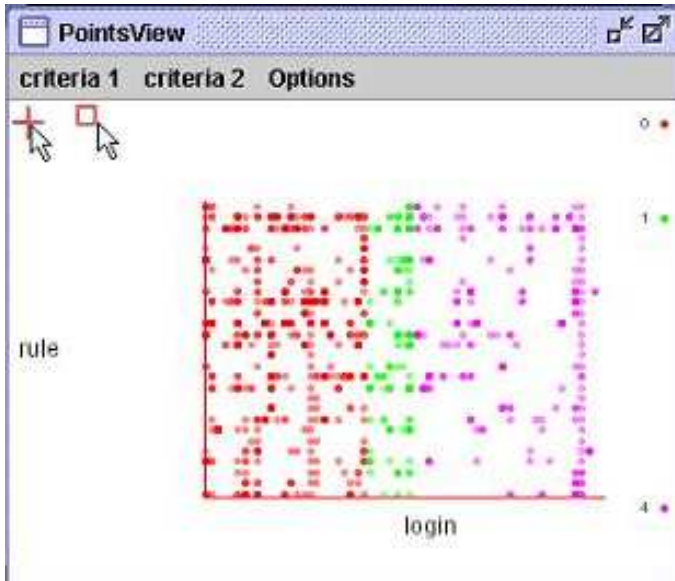 PointsView
criteria 1 criteria 2 Options
0
1
rule
login
4